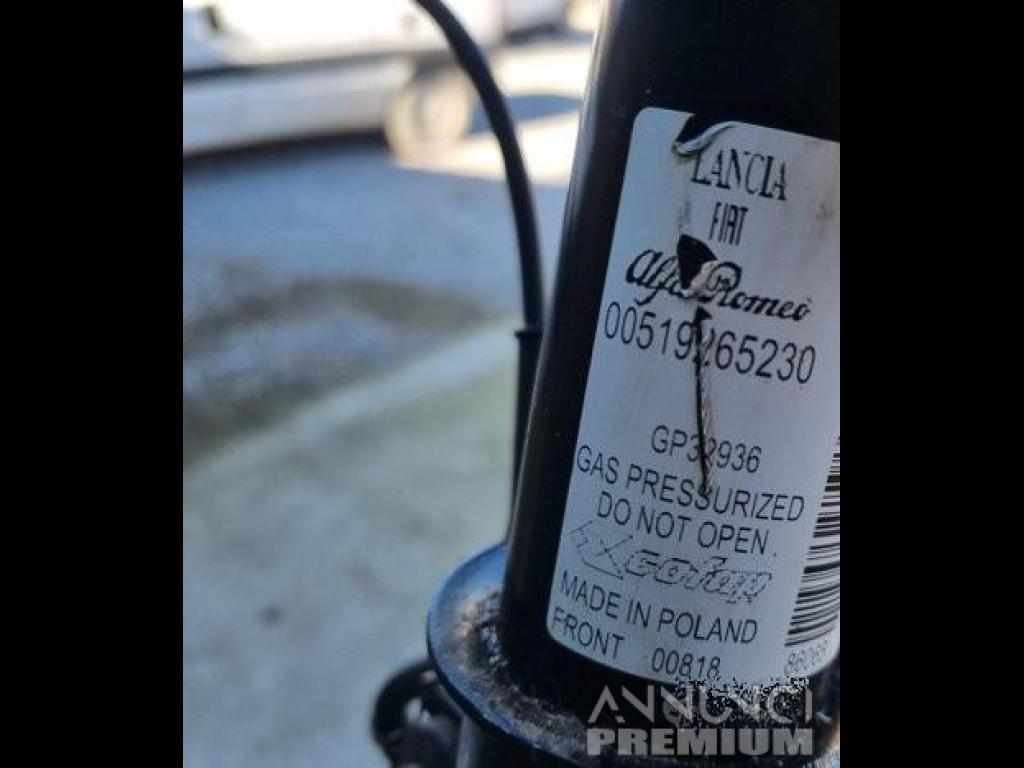 LANCIA
FIAT
Alfa Romeo
00519265230
GP32936
GAS PRESSURIZED
DO NOT OPEN.
MADE IN POLAND
FRONT 00818
ANNUNCI
PREMIUM